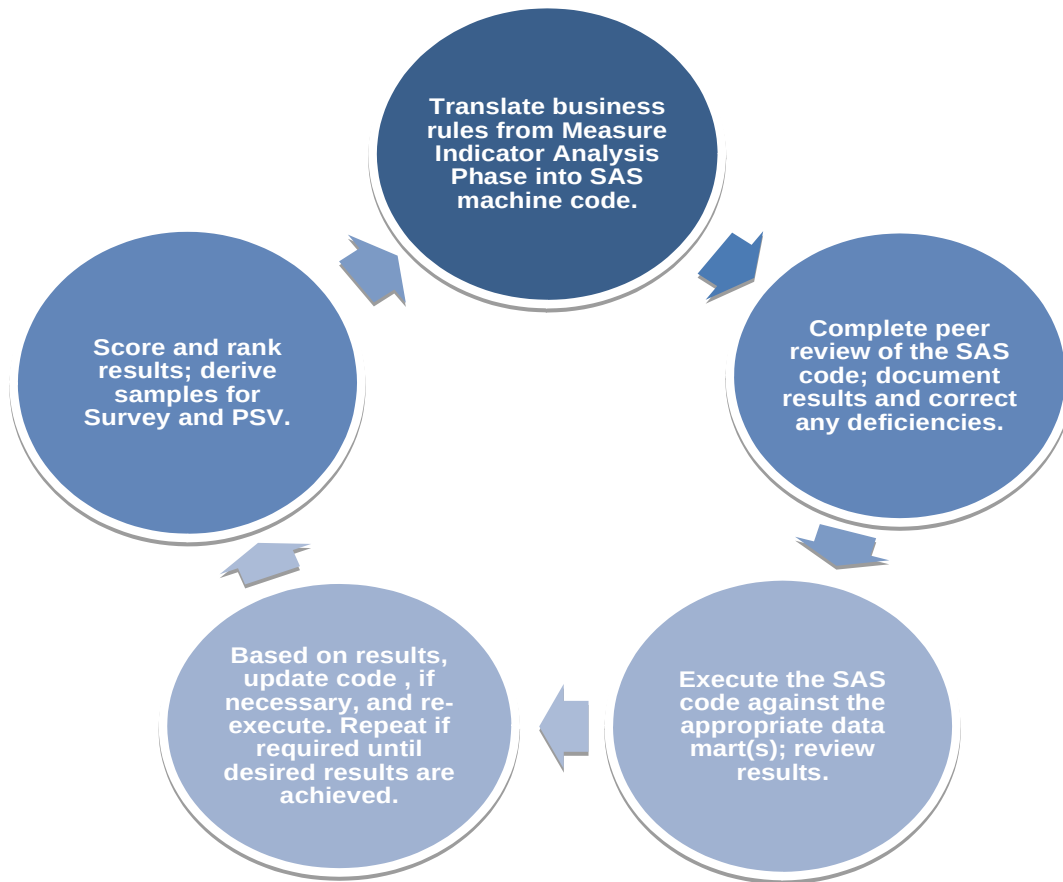 Translate business
rules from Measure
Indicator Analysis
Phase into SAS
machine code.
Complete peer
review of the SAS
code; document
results and correct
any deficiencies.
Execute the SAS
code against the
appropriate data
mart(s); review
results.
Based on results,
update code , if
necessary, and re-
execute. Repeat if
required until
desired results are
achieved.
Score and rank
results; derive
samples for
Survey and PSV.